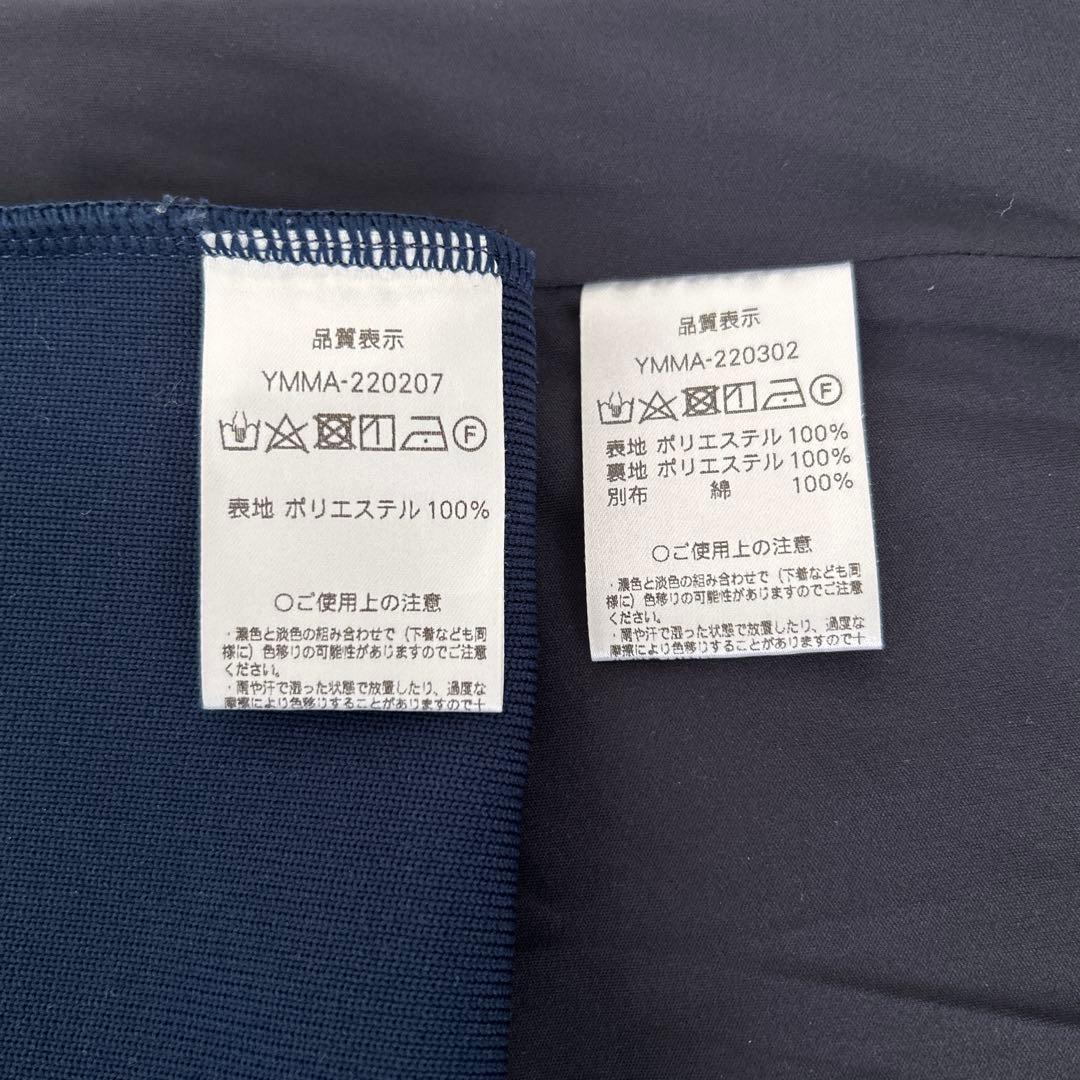 品質表示
YMMA-220207
F
表地 ポリエステル 100%
○ご使用上の注意
・濃色と淡色の組み合わせで（下着なども同
様に）色移りの可能性がありますのでご注意
ください。
・雨や汗で湿った状態で放置したり、過度な
摩擦により色移りすることがありますので十
品質表示
YMMA-220302
F
表地 ポリエステル 100%
裏地 ポリエステル 100%
別布 綿 100%
○ご使用上の注意
・濃色と淡色の組み合わせで（下着なども同
様に）色移りの可能性がありますのでご注意
ください。
・雨や汗で湿った状態で放置したり、過度な
摩擦により色移りすることがありますので十